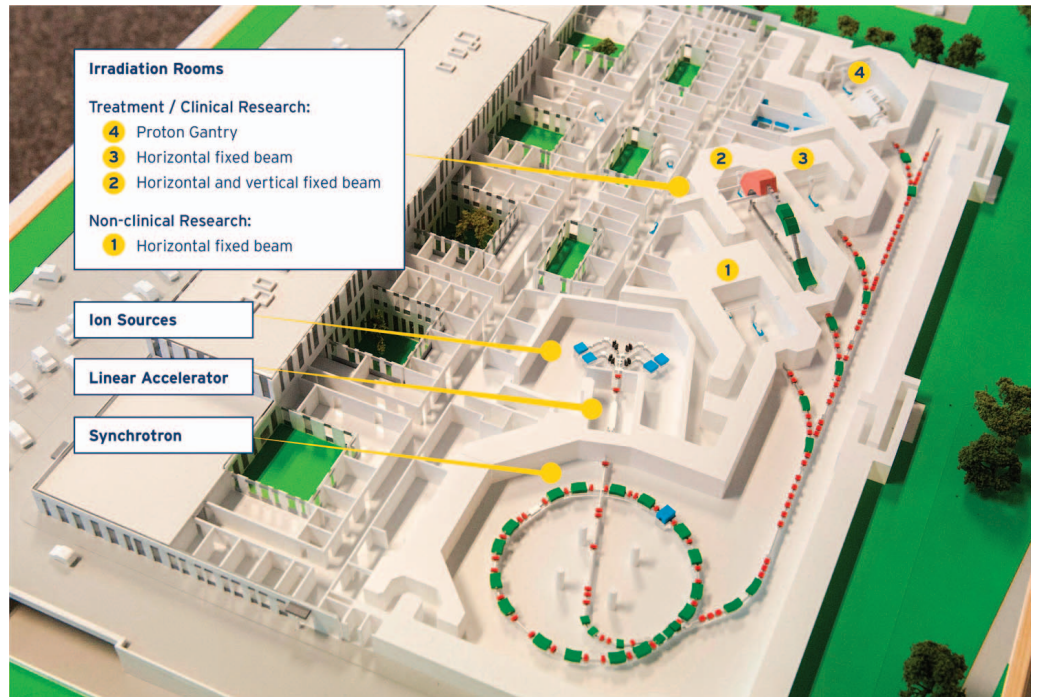 Irradiation Rooms
Treatment / Clinical Research:
4 Proton Gantry
3 Horizontal fixed beam
2 Horizontal and vertical fixed beam
Non-clinical Research:
1 Horizontal fixed beam
Ion Sources
Linear Accelerator
Synchrotron
4
2
3
1